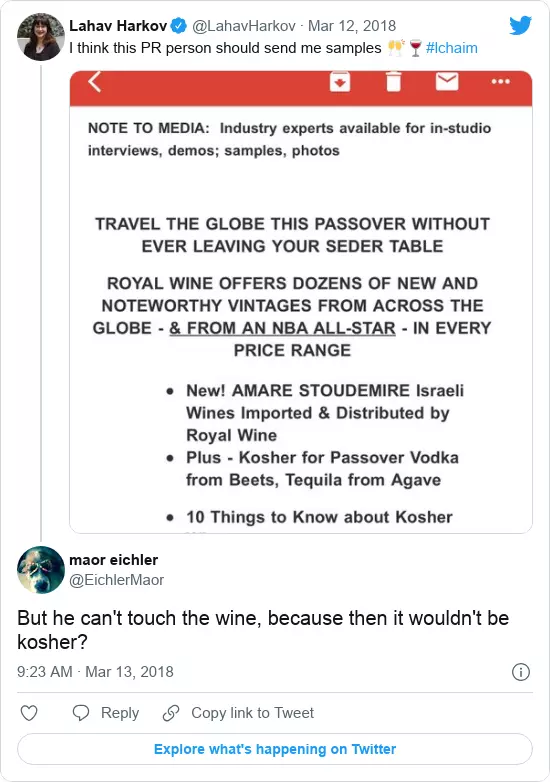 Lahav Harkov @LahavHarkov · Mar 12, 2018
I think this PR person should send me samples 🥂🍷 #lchaim
NOTE TO MEDIA: Industry experts available for in-studio
interviews, demos; samples, photos
TRAVEL THE GLOBE THIS PASSOVER WITHOUT
EVER LEAVING YOUR SEDER TABLE
ROYAL WINE OFFERS DOZENS OF NEW AND
NOTEWORTHY VINTAGES FROM ACROSS THE
GLOBE - & FROM AN NBA ALL-STAR - IN EVERY
PRICE RANGE
• New! AMARE STOUDEMIRE Israeli
Wines Imported & Distributed by
Royal Wine
• Plus - Kosher for Passover Vodka
from Beets, Tequila from Agave
• 10 Things to Know about Kosher
maor eichler
@EichlerMaor
But he can't touch the wine, because then it wouldn't be
kosher?
9:23 AM · Mar 13, 2018
Reply Copy link to Tweet
Explore what's happening on Twitter